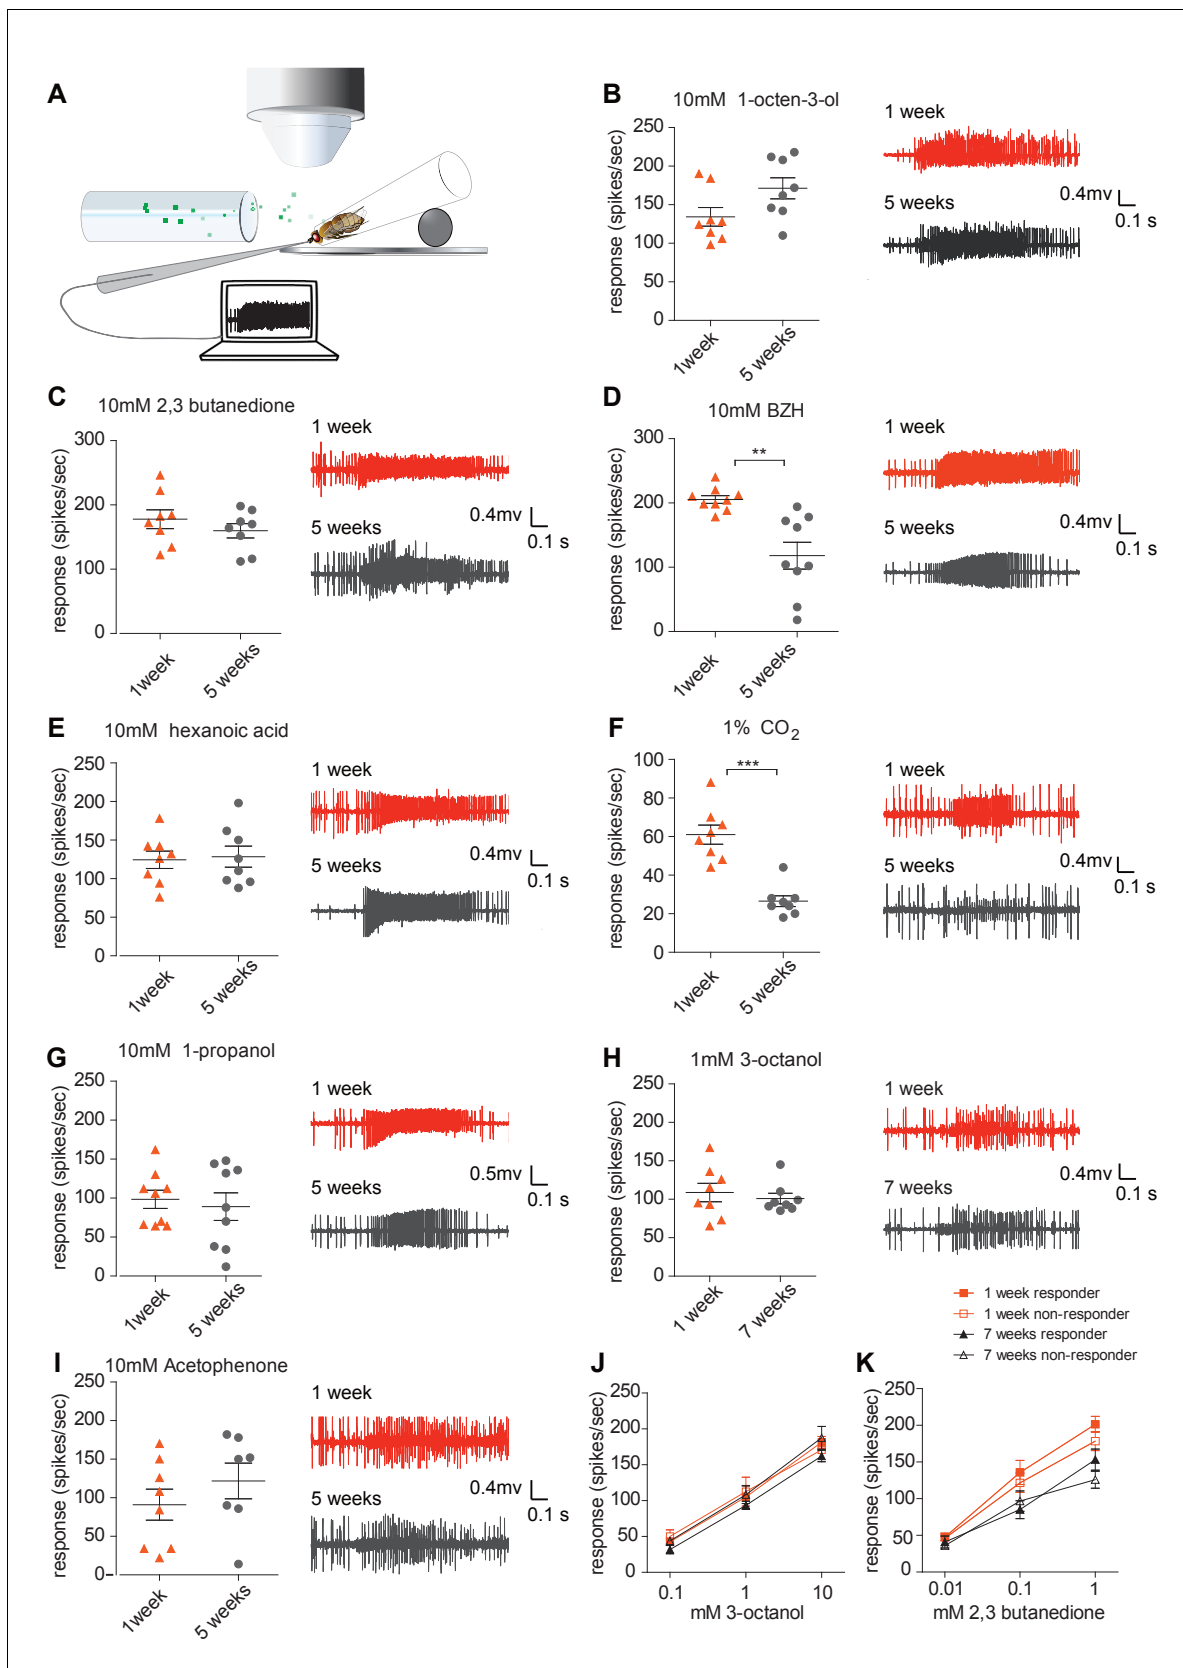 A
B
10mM 1-octen-3-ol
response (spikes/sec)
250
200
150
100
50
0
1week
5 weeks
1 week
5 weeks
0.4mv
0.1 s
C
10mM 2,3 butanedione
response (spikes/sec)
300
200
100
0
1week
5 weeks
1 week
5 weeks
0.4mv
0.1 s
D
10mM BZH
response (spikes/sec)
300
200
100
0
**
1week
5 weeks
1 week
5 weeks
0.4mv
0.1 s
E
10mM hexanoic acid
response (spikes/sec)
250
200
150
100
50
0
1week
5 weeks
1 week
5 weeks
0.4mv
0.1 s
F
1% CO2
response (spikes/sec)
100
80
60
40
20
0
***
1week
5 weeks
1 week
5 weeks
0.4mv
0.1 s
G
10mM 1-propanol
response (spikes/sec)
250
200
150
100
50
0
1week
5 weeks
1 week
5 weeks
0.5mv
0.1 s
H
1mM 3-octanol
response (spikes/sec)
250
200
150
100
50
0
1 week
7 weeks
1 week
7 weeks
0.4mv
0.1 s
1 week responder
1 week non-responder
7 weeks responder
7 weeks non-responder
I
10mM Acetophenone
response (spikes/sec)
250
200
150
100
50
0
1week
5 weeks
1 week
5 weeks
0.4mv
0.1 s
J
response (spikes/sec)
250
200
150
100
50
0
0.1
1
10
mM 3-octanol
K
response (spikes/sec)
250
200
150
100
50
0
0.01
0.1
1
mM 2,3 butanedione